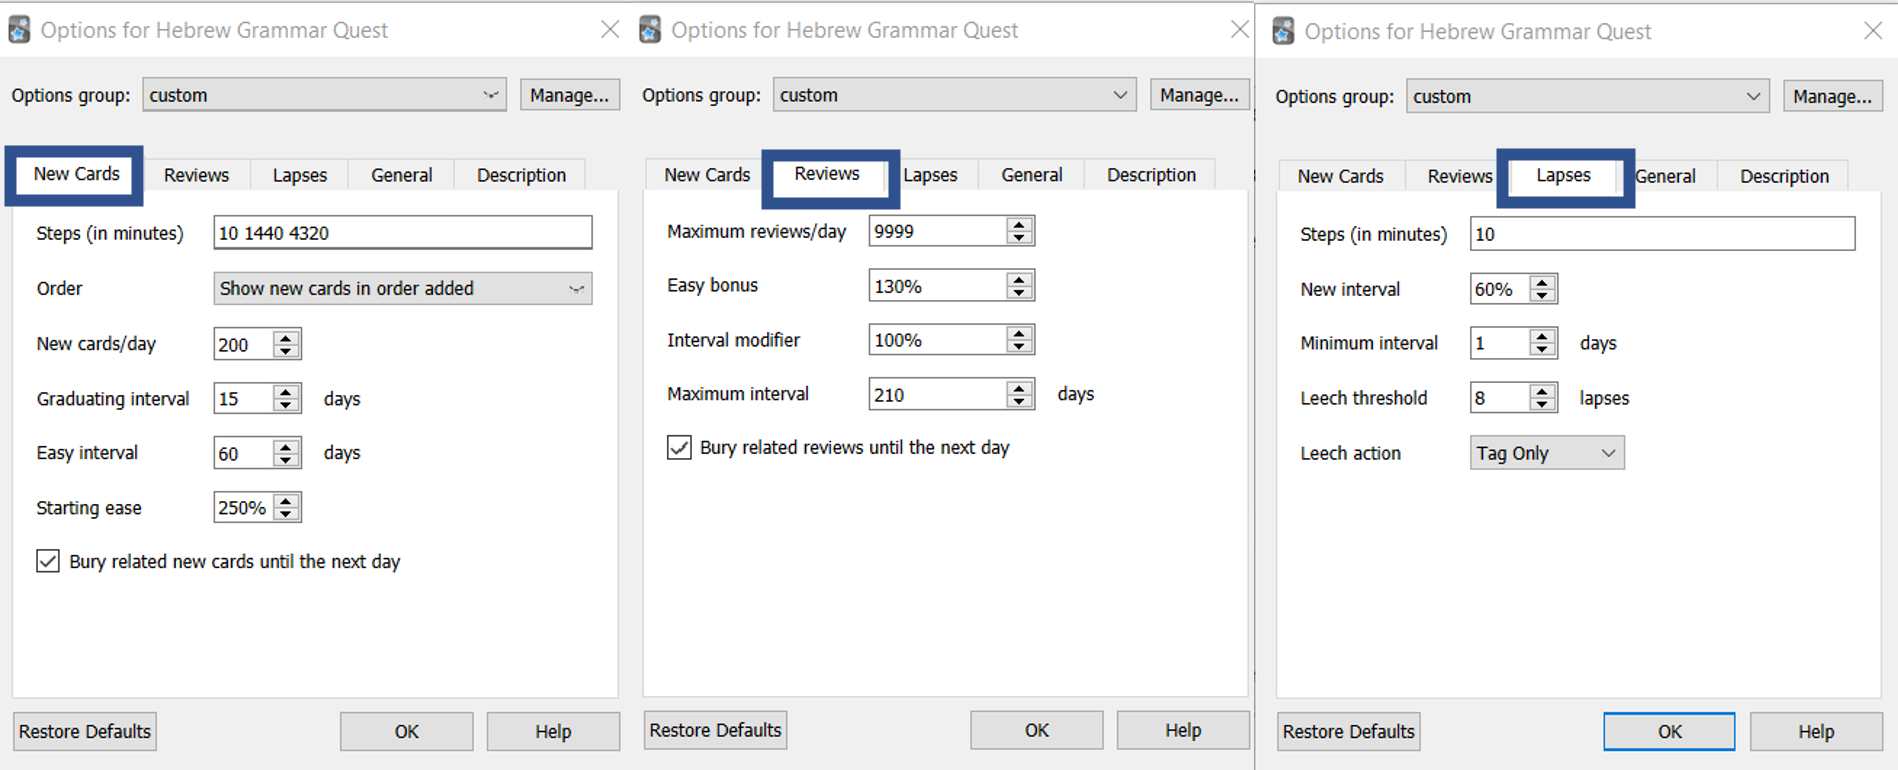 Options for Hebrew Grammar Quest
Options group: custom Manage...
New Cards Reviews Lapses General Description
Steps (in minutes) 10 1440 4320
Order Show new cards in order added
New cards/day 200
Graduating interval 15 days
Easy interval 60 days
Starting ease 250%
Bury related new cards until the next day
Restore Defaults OK Help
Options for Hebrew Grammar Quest
Options group: custom Manage...
New Cards Reviews Lapses General Description
Maximum reviews/day 9999
Easy bonus 130%
Interval modifier 100%
Maximum interval 210 days
Bury related reviews until the next day
Restore Defaults OK Help
Options for Hebrew Grammar Quest
Options group: custom Manage...
New Cards Reviews Lapses General Description
Steps (in minutes) 10
New interval 60%
Minimum interval 1 days
Leech threshold 8 lapses
Leech action Tag Only
Restore Defaults OK Help